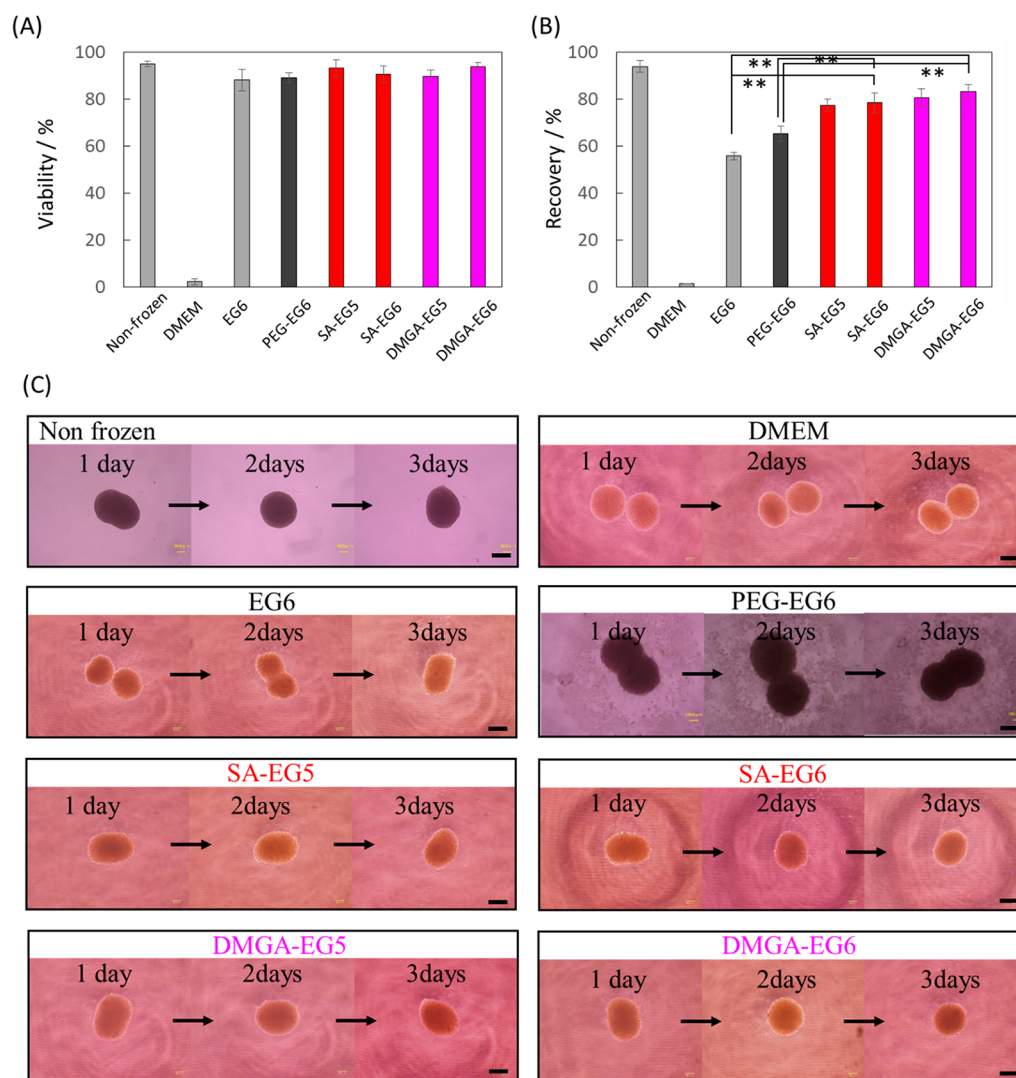 (A)
Viability / %
100
80
60
40
20
0
Non-frozen
DMEM
EG6
PEG-EG6
SA-EG5
SA-EG6
DMGA-EG5
DMGA-EG6
(B)
Recovery / %
100
80
60
40
20
0
**
**
**
**
Non-frozen
DMEM
EG6
PEG-EG6
SA-EG5
SA-EG6
DMGA-EG5
DMGA-EG6
(C)
Non frozen
1 day 2days 3days
DMEM
1 day 2days 3days
EG6
1 day 2days 3days
PEG-EG6
1 day 2days 3days
SA-EG5
1 day 2days 3days
SA-EG6
1 day 2days 3days
DMGA-EG5
1 day 2days 3days
DMGA-EG6
1 day 2days 3days